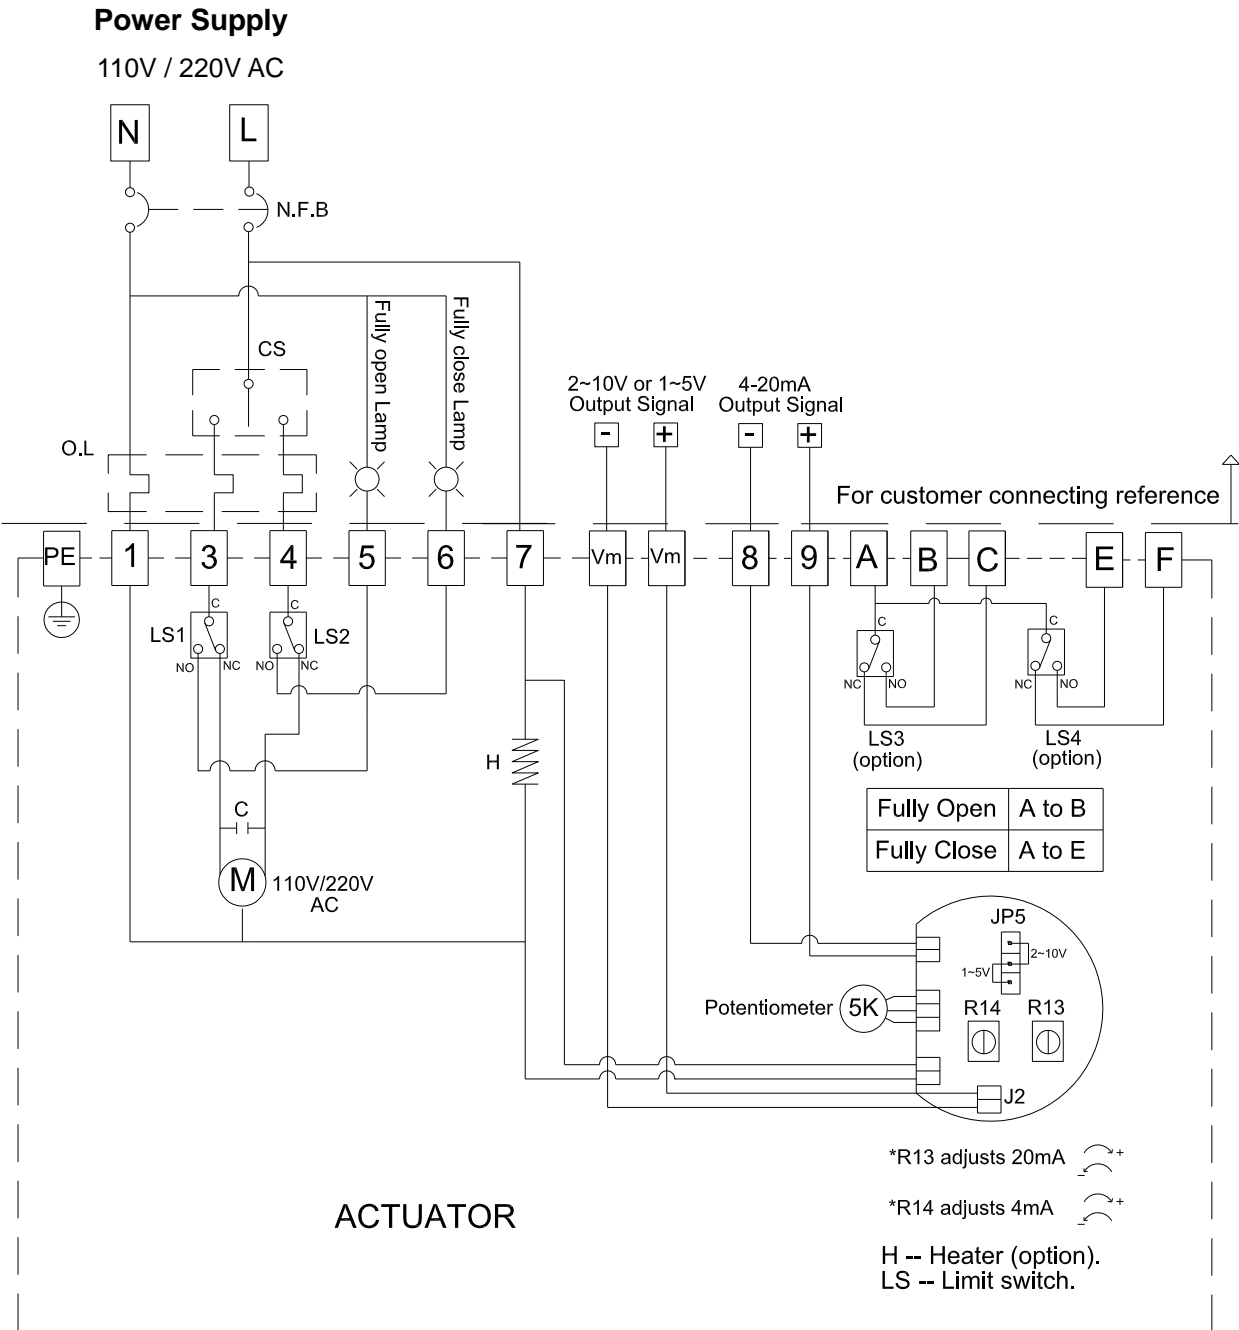 Power Supply
110V / 220V AC
N
L
N.F.B
CS
O.L
Fully open Lamp
Fully close Lamp
2~10V or 1~5V
Output Signal
4-20mA
Output Signal
-
+
-
+
For customer connecting reference
PE
1
3
4
5
6
7
Vm
Vm
8
9
A
B
C
E
F
C
LS1
NO
NC
C
LS2
NO
NC
C
NC
NO
LS3
(option)
C
NC
NO
LS4
(option)
H
C
M
110V/220V
AC
Fully Open A to B
Fully Close A to E
JP5
2~10V
1~5V
Potentiometer
5K
R14
R13
J2
*R13 adjusts 20mA
+
-
*R14 adjusts 4mA
+
-
ACTUATOR
H -- Heater (option).
LS -- Limit switch.